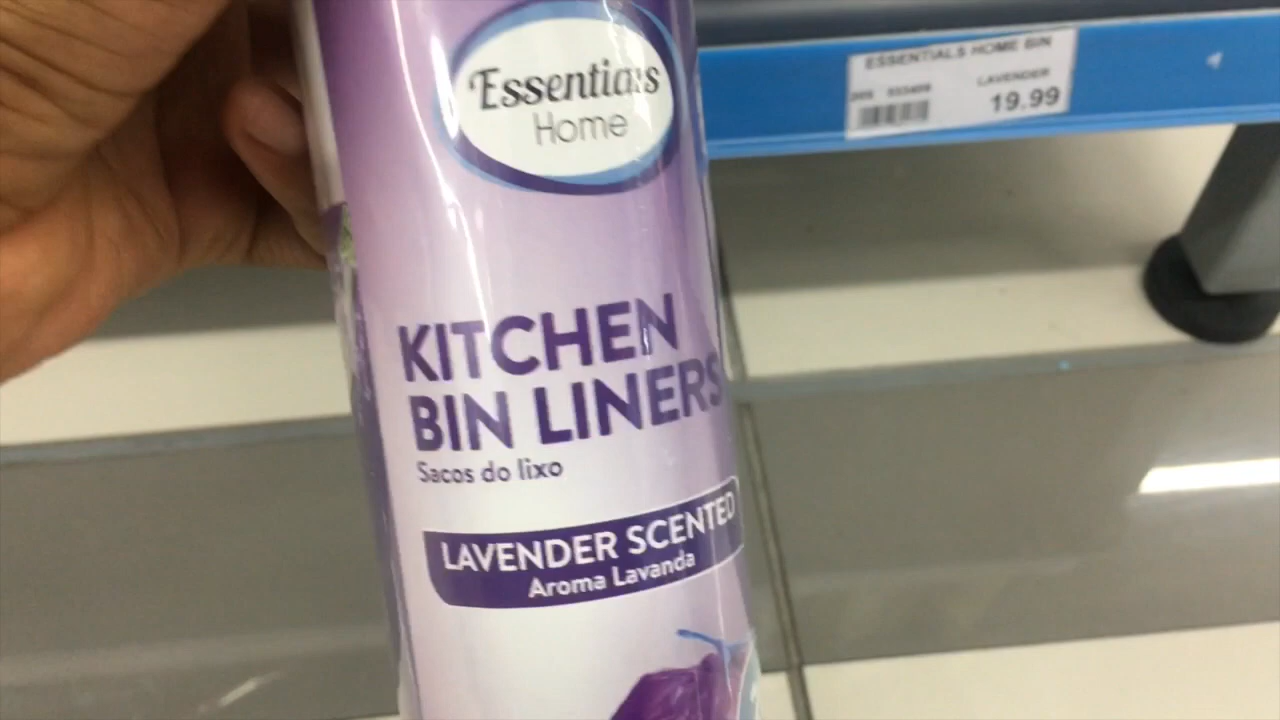 Essentials
Home
KITCHEN
BIN LINERS
Sacos do lixo
LAVENDER SCENTED
Aroma Lavanda
ESSENTIALS HOME BIN
LAVENDER
19.99